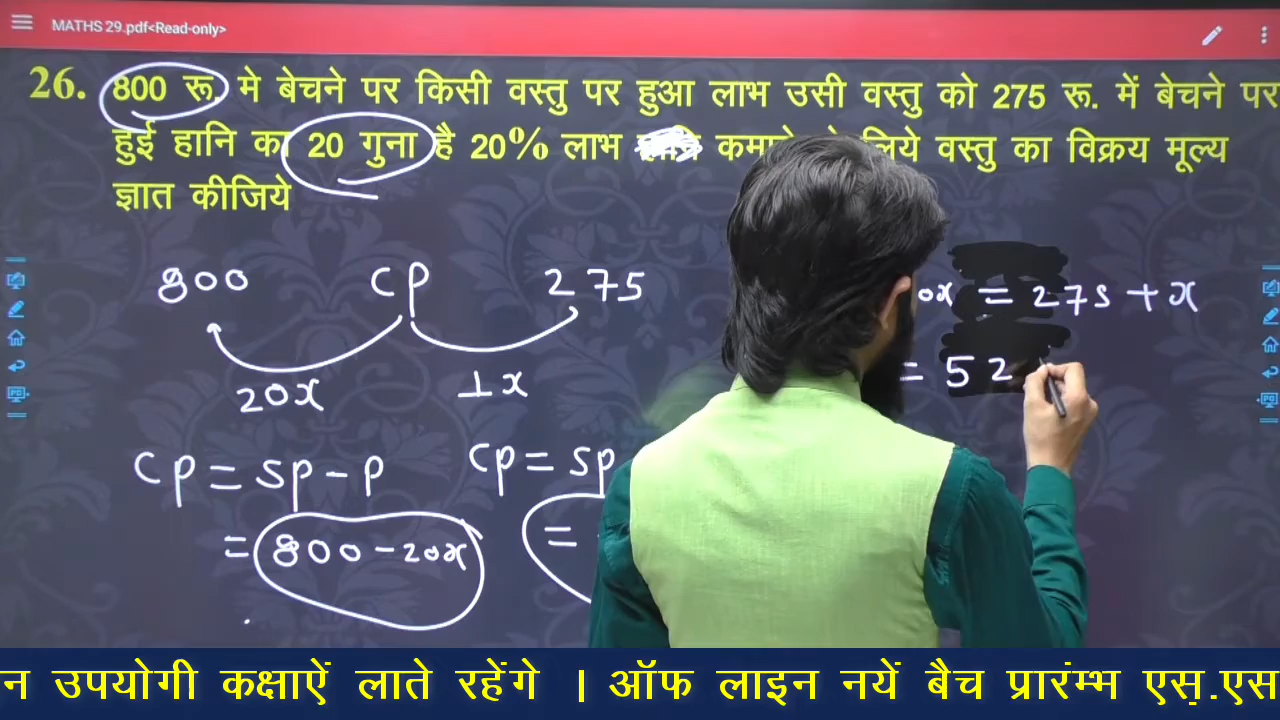 MATHS 29.pdf<Read-only>
26. 800 रू. मे बेचने पर किसी वस्तु पर हुआ लाभ उसी वस्तु को 275 रू. में बेचने पर
हुई हानि का 20 गुना है 20% लाभ वस्तु का विक्रय मूल्य
ज्ञात कीजिये
800 CP 275
20x 1x
= 275 + x
= 52
CP = SP - P
CP = SP
= 800 - 20x
=
न उपयोगी कक्षाऐं लाते रहेंगे । ऑफ लाइन नयें बैच प्रारंम्भ एस.एस